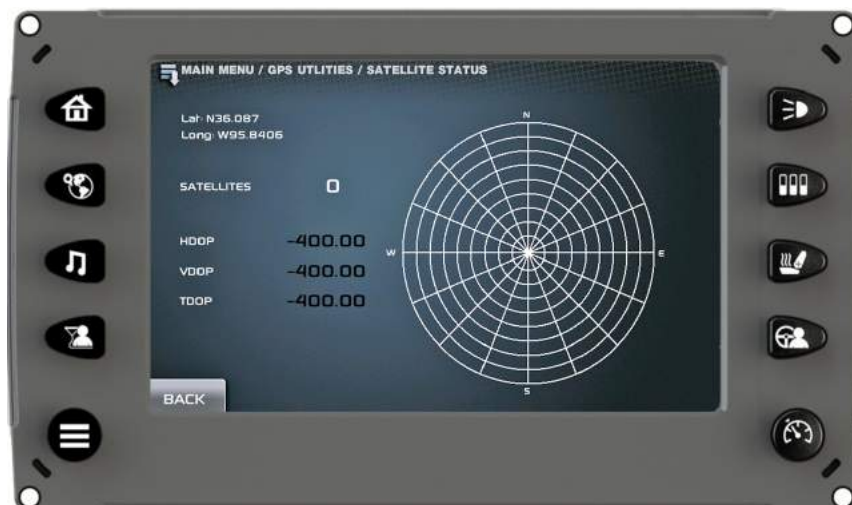 MAIN MENU / GPS UTLITIES / SATELLITE STATUS
Lat: N36.087
Long: W95.8406
SATELLITES 0
HDOP -400.00
VDOP -400.00
TDOP -400.00
N
W
E
S
BACK